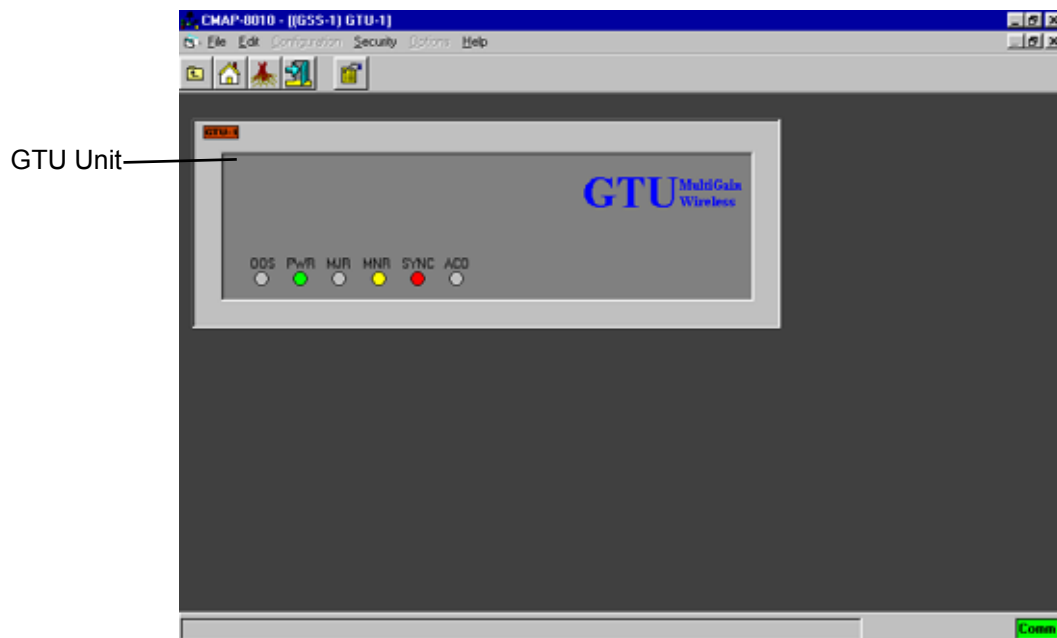 CMAP-8010 - [(GSS-1) GTU-1]
File Edit Configuration Security Options Help
GTU-1
GTU Unit
GTU MultiGain Wireless
OOS PWR MJR MNR SYNC ACO
Comm